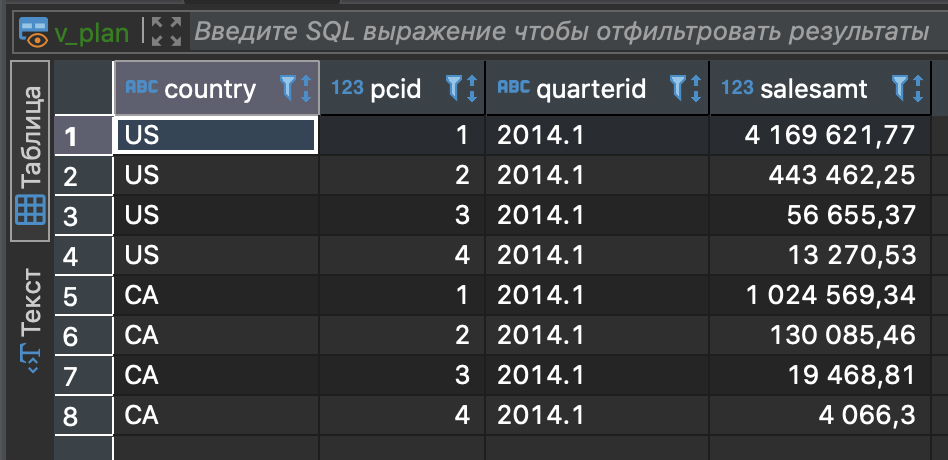 v_plan Введите SQL выражение чтобы отфильтровать результаты
Таблица
Текст
ABC country 123 pcid ABC quarterid 123 salesamt
1 US 1 2014.1 4 169 621,77
2 US 2 2014.1 443 462,25
3 US 3 2014.1 56 655,37
4 US 4 2014.1 13 270,53
5 CA 1 2014.1 1 024 569,34
6 CA 2 2014.1 130 085,46
7 CA 3 2014.1 19 468,81
8 CA 4 2014.1 4 066,3